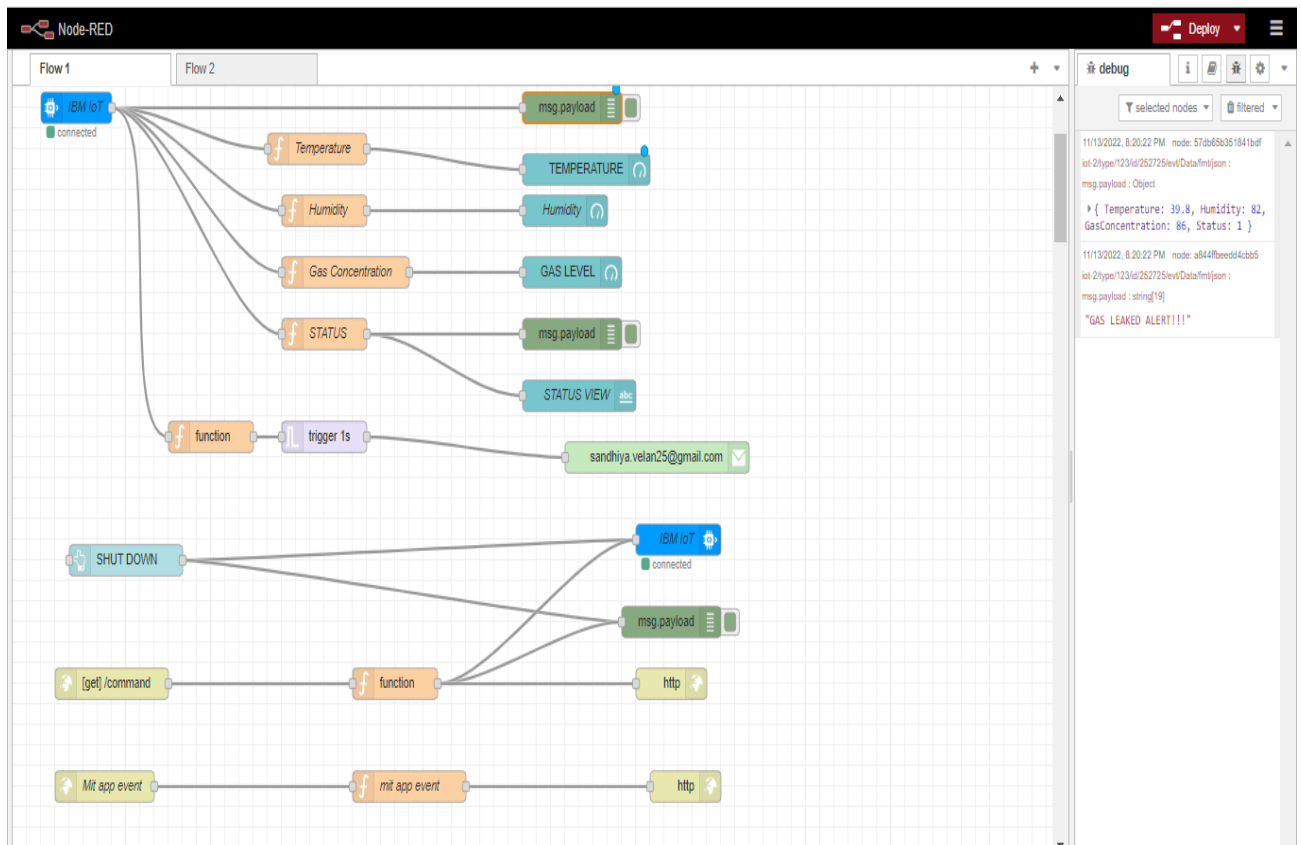 Node-RED
Deploy
Flow 1
Flow 2
debug
i
selected nodes
filtered
IBM IoT
connected
msg.payload
Temperature
TEMPERATURE
Humidity
Humidity
Gas Concentration
GAS LEVEL
STATUS
msg.payload
STATUS VIEW
abc
function
trigger 1s
sandhiya.velan25@gmail.com
SHUT DOWN
IBM IoT
connected
msg.payload
[get] /command
function
http
Mit app event
mit app event
http
11/13/2022, 8:20:22 PM node: 57db65b351841bdf
iot-2/type/123/id/252725/evt/Data/fmt/json :
msg.payload : Object
{ Temperature: 39.8, Humidity: 82,
GasConcentration: 86, Status: 1 }
11/13/2022, 8:20:22 PM node: a844ffbeedd4cbb5
iot-2/type/123/id/252725/evt/Data/fmt/json :
msg.payload : string[19]
"GAS LEAKED ALERT!!!"